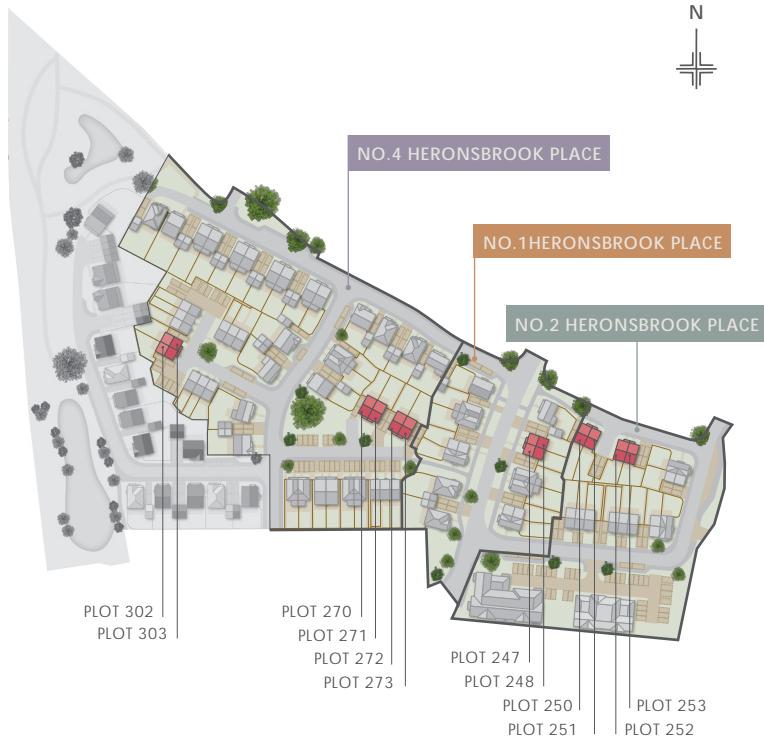 N
NO.4 HERONSBROOK PLACE
NO.1HERONSBROOK PLACE
NO.2 HERONSBROOK PLACE
PLOT 302
PLOT 303
PLOT 270
PLOT 271
PLOT 272
PLOT 273
PLOT 247
PLOT 248
PLOT 250
PLOT 251
PLOT 253
PLOT 252